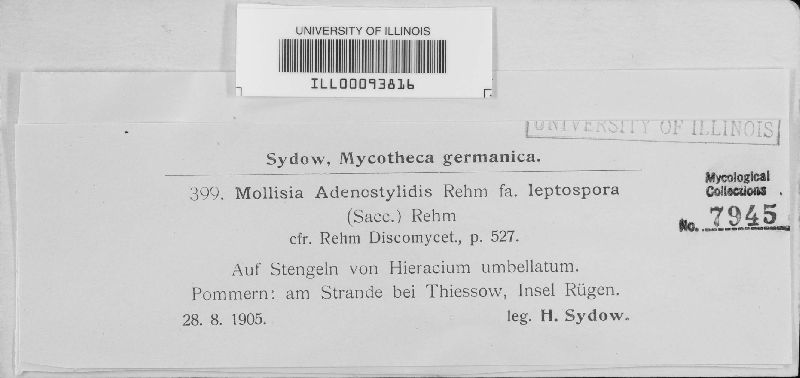 UNIVERSITY OF ILLINOIS
ILL00093816
UNIVERSITY OF ILLINOIS
Sydow, Mycotheca germanica.
399. Mollisia Adenostylidis Rehm fa. leptospora
(Sacc.) Rehm
cfr. Rehm Discomycet., p. 527.
Mycological
Collections
No. 7945
Auf Stengeln von Hieracium umbellatum.
Pommern: am Strande bei Thiessow, Insel Rügen.
28. 8. 1905. leg. H. Sydow.